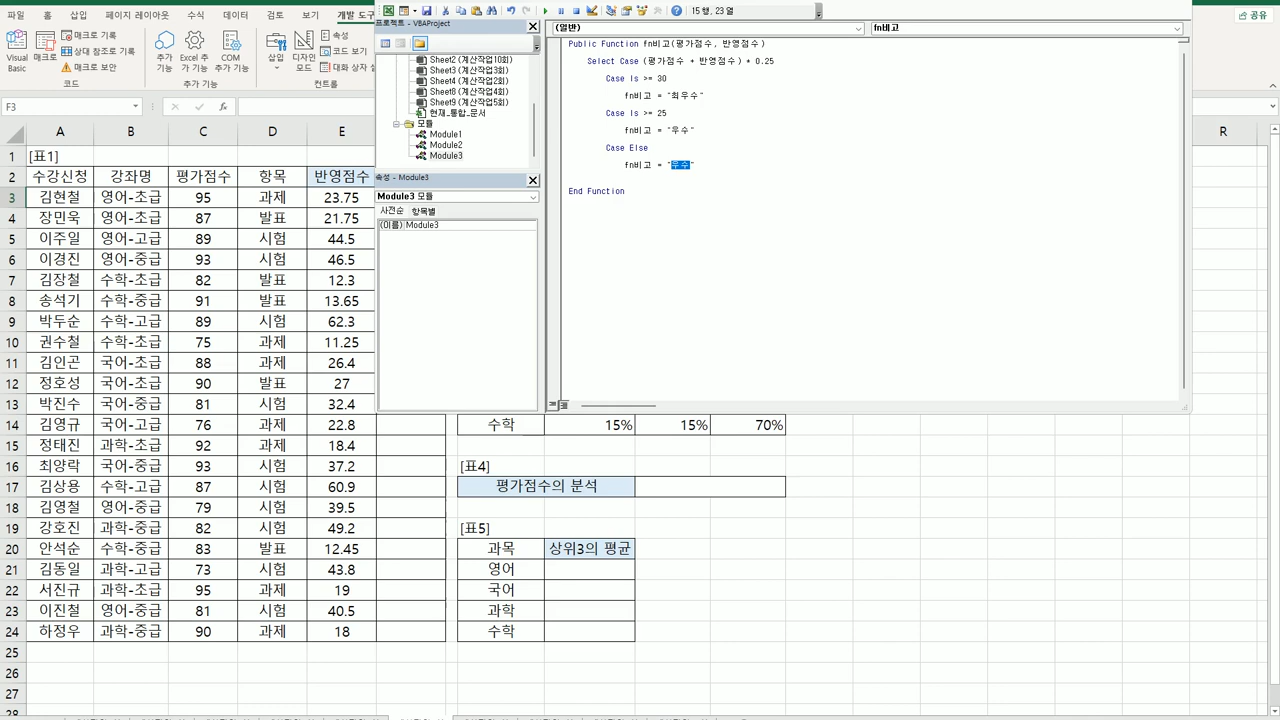 파일 홈 삽입 페이지 레이아웃 수식 데이터 검토 보기 개발 도구
15 행, 23 열
공유
Visual Basic
매크로
매크로 기록
상대 참조로 기록
매크로 보안
추가 기능
Excel 추가 기능
COM 추가 기능
추가 기능
삽입
디자인 모드
속성
코드 보기
대화 상자 실
컨트롤
프로젝트 - VBAProject
Sheet2 (계산작업10회)
Sheet3 (계산작업3회)
Sheet4 (계산작업2회)
Sheet8 (계산작업4회)
Sheet9 (계산작업5회)
현재_통합_문서
모듈
Module1
Module2
Module3
속성 - Module3
Module3 모듈
사전순 항목별
(이름) Module3
(일반) fn비고
Public Function fn비고(평가점수, 반영점수)
Select Case (평가점수 + 반영점수) * 0.25
Case Is >= 30
fn비고 = "최우수"
Case Is >= 25
fn비고 = "우수"
Case Else
fn비고 = "우수"
End Function
F3 fx
A B C D E R
1 [표1]
2 수강신청 강좌명 평가점수 항목 반영점수
3 김현철 영어-초급 95 과제 23.75
4 장민욱 영어-초급 87 발표 21.75
5 이주일 영어-고급 89 시험 44.5
6 이경진 영어-중급 93 시험 46.5
7 김장철 수학-초급 82 발표 12.3
8 송석기 수학-중급 91 발표 13.65
9 박두순 수학-고급 89 시험 62.3
10 권수철 수학-초급 75 과제 11.25
11 김인곤 국어-초급 88 과제 26.4
12 정호성 국어-초급 90 발표 27
13 박진수 국어-중급 81 시험 32.4
14 김영규 국어-고급 76 과제 22.8 수학 15% 15% 70%
15 정태진 과학-초급 92 과제 18.4
16 최양락 국어-중급 93 시험 37.2 [표4]
17 김상용 수학-고급 87 시험 60.9 평가점수의 분석
18 김영철 영어-중급 79 시험 39.5
19 강호진 과학-중급 82 시험 49.2 [표5]
20 안석순 수학-중급 83 발표 12.45 과목 상위3의 평균
21 김동일 과학-고급 73 시험 43.8 영어
22 서진규 과학-초급 95 과제 19 국어
23 이진철 영어-중급 81 시험 40.5 과학
24 하정우 과학-중급 90 과제 18 수학
25
26
27
28